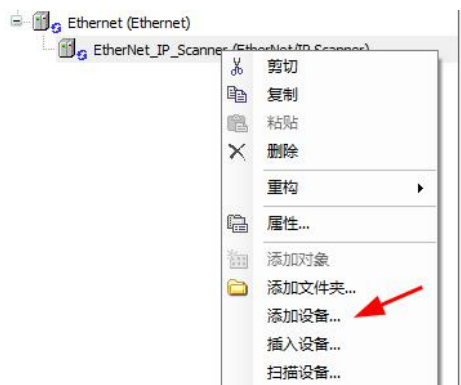 Ethernet (Ethernet)
EtherNet_IP_Scanner (EtherNet/IP Scanner)
剪切
复制
粘贴
删除
重构
属性...
添加对象
添加文件夹...
添加设备...
插入设备...
扫描设备...